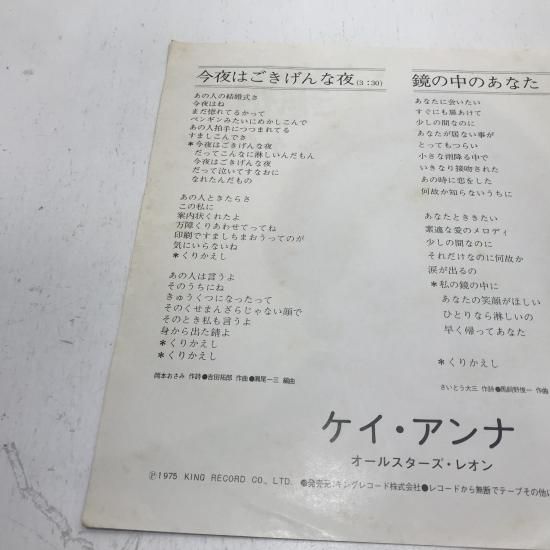 今夜はごきげんな夜(3:30)
あの人の結婚式さ
今夜はね
まだ惚れてるかって
ペンギンみたいにめかしこんで
あの人拍手につつまれてる
すましこんでさ
*今夜はごきげんな夜
だってこんなに淋しいんだもん
今夜はごきげんな夜
だって泣いてすなおに
なれたんだもの
あの人ときたらさ
この私に
案内状くれたよ
万障くりあわせてってね
印刷ですましちまおうってのが
気にいらないね
*くりかえし
あの人は言うよ
そのうちにね
きゅうくつになったって
そのくせまんざらじゃない顔で
そのとき私も言うよ
身から出た錆よ
*くりかえし
*くりかえし
岡本おさみ 作詩●吉田拓郎 作曲●瀬尾一三 編曲
鏡の中のあなた
あなたに会いたい
すぐにも扉あけて
少しの間なのに
あなたが居ない事が
とってもつらい
小さな雨降る中で
いきなり接吻された
あの時に恋をした
何故か知らないうちに
あなたとききたい
素適な愛のメロディ
少しの間なのに
それだけなのに何故か
涙が出るの
*私の鏡の中に
あなたの笑顔がほしい
ひとりなら淋しいの
早く帰ってあなた
*くりかえし
さいとう大三 作詩●馬飼野俊一 作曲
ケイ・アンナ
オールスターズ・レオン
Ⓟ1975 KING RECORD CO., LTD. ●発売元:キングレコード株式会社●レコードから無断でテープその他に